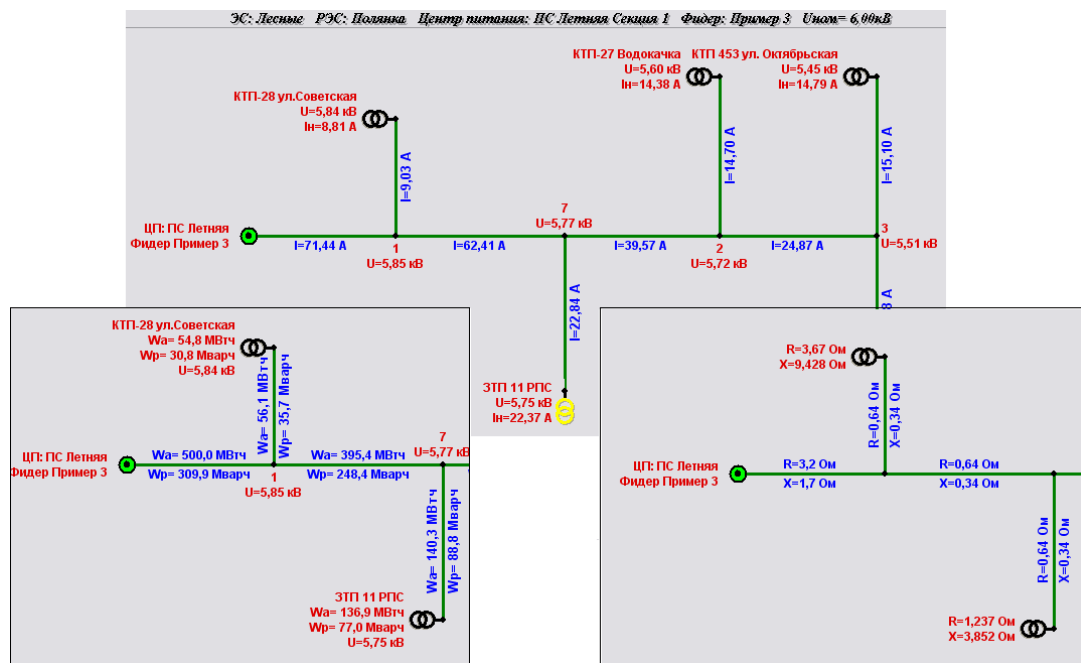 ЭС: Лесные РЭС: Полянка Центр питания: ПС Летняя Секция 1 Фидер: Пример 3 Uном= 6,00кВ
КТП-27 Водокачка
U=5,60 кВ
Iн=14,38 А
КТП 453 ул. Октябрьская
U=5,45 кВ
Iн=14,79 А
КТП-28 ул.Советская
U=5,84 кВ
Iн=8,81 А
I=9,03 А
I=14,70 А
I=15,10 А
ЦП: ПС Летняя
Фидер Пример 3
I=71,44 А
1
U=5,85 кВ
I=62,41 А
7
U=5,77 кВ
I=39,57 А
2
U=5,72 кВ
I=24,87 А
3
U=5,51 кВ
8 А
I=22,84 А
ЗТП 11 РПС
U=5,75 кВ
Iн=22,37 А
КТП-28 ул.Советская
Wa= 54,8 МВтч
Wp= 30,8 Мварч
U=5,84 кВ
Wa= 56,1 МВтч
Wp= 35,7 Мварч
ЦП: ПС Летняя
Фидер Пример 3
Wa= 500,0 МВтч
Wp= 309,9 Мварч
1
U=5,85 кВ
Wa= 395,4 МВтч
Wp= 248,4 Мварч
7
U=5,77 кВ
Wa= 140,3 МВтч
Wp= 88,8 Мварч
ЗТП 11 РПС
Wa= 136,9 МВтч
Wp= 77,0 Мварч
U=5,75 кВ
R=3,67 Ом
X=9,428 Ом
R=0,64 Ом
X=0,34 Ом
ЦП: ПС Летняя
Фидер Пример 3
R=3,2 Ом
X=1,7 Ом
R=0,64 Ом
X=0,34 Ом
R=0,64 Ом
X=0,34 Ом
R=1,237 Ом
X=3,852 Ом